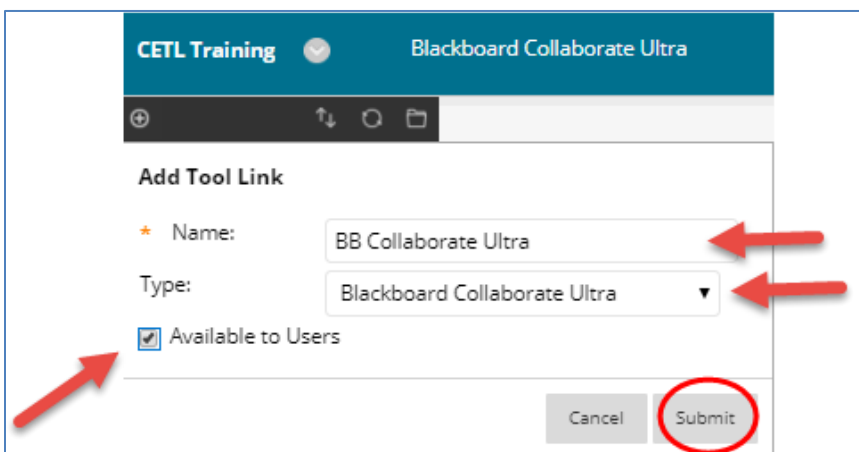 CETL Training Blackboard Collaborate Ultra
Add Tool Link
* Name: BB Collaborate Ultra
Type: Blackboard Collaborate Ultra
Available to Users
Cancel Submit